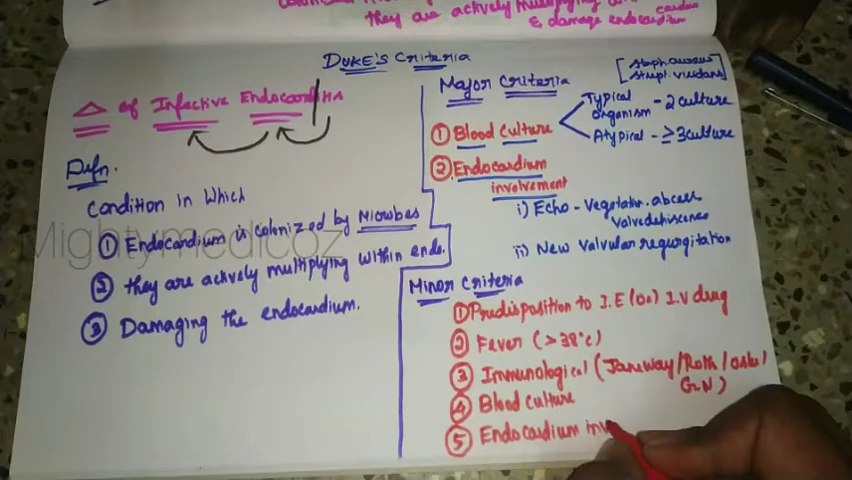 they are actively multiplying
& damage endocardium
DUKE'S Criteria
△ of Infective Endocarditis
Defn.
Condition in Which
① Endocardium is colonized by Microbes
② they are actively multiplying within endo.
③ Damaging the endocardium.
Mightymedicoz
Major Criteria
[Staph. aureus
Strept. viridans]
① Blood Culture
Typical organism - 2 culture
Atypical - ≥3 culture
② Endocardium
involvement
i) Echo - Vegetation. abcess
Valve dehiscence
ii) New valvular regurgitation
Minor Criteria
① Predisposition to I.E (Or) I.V drug
② Fever (>38°c)
③ Immunological (Janeway/Roth/Osler/
G.N)
④ Blood culture
⑤ Endocardium inv